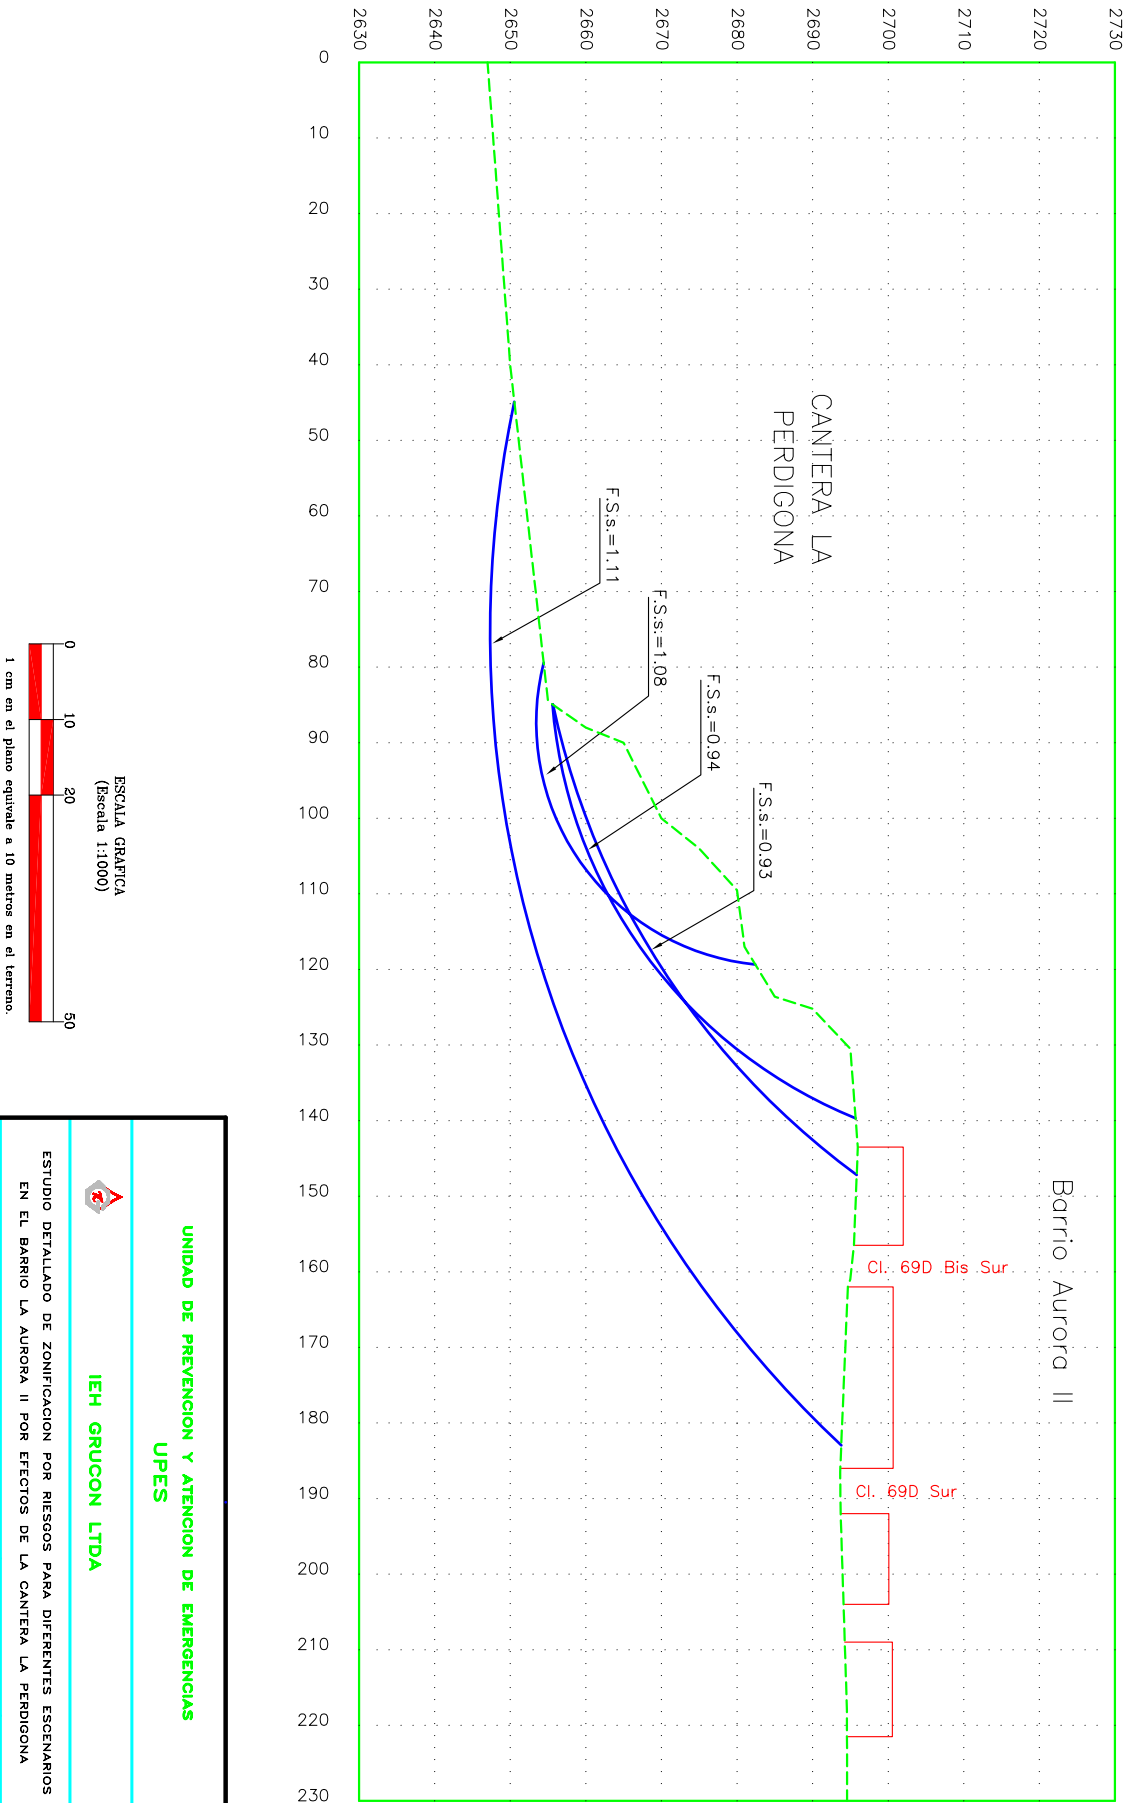 2730
2720
2710
2700
2690
2680
2670
2660
2650
2640
2630
0
10
20
30
40
50
60
70
80
90
100
110
120
130
140
150
160
170
180
190
200
210
220
230
CANTERA LA
PERDIGONA
Barrio Aurora II
F.S.s.=1.11
F.S.s.=1.08
F.S.s.=0.94
F.S.s.=0.93
Cl. 69D Bis Sur
Cl. 69D Sur
ESCALA GRAFICA
(Escala 1:1000)
0
10
20
50
1 cm en el plano equivale a 10 metros en el terreno.
UNIDAD DE PREVENCION Y ATENCION DE EMERGENCIAS
UPES
IEH GRUCON LTDA
ESTUDIO DETALLADO DE ZONIFICACION POR RIESGOS PARA DIFERENTES ESCENARIOS
EN EL BARRIO LA AURORA II POR EFECTOS DE LA CANTERA LA PERDIGONA